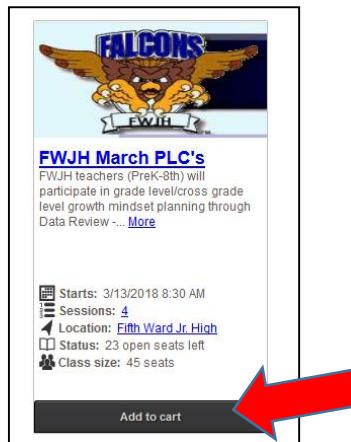 FALCONS
FWJH
FWJH March PLC's
FWJH teachers (PreK-8th) will
participate in grade level/cross grade
level growth mindset planning through
Data Review -... More
Starts: 3/13/2018 8:30 AM
Sessions: 4
Location: Fifth Ward Jr. High
Status: 23 open seats left
Class size: 45 seats
Add to cart